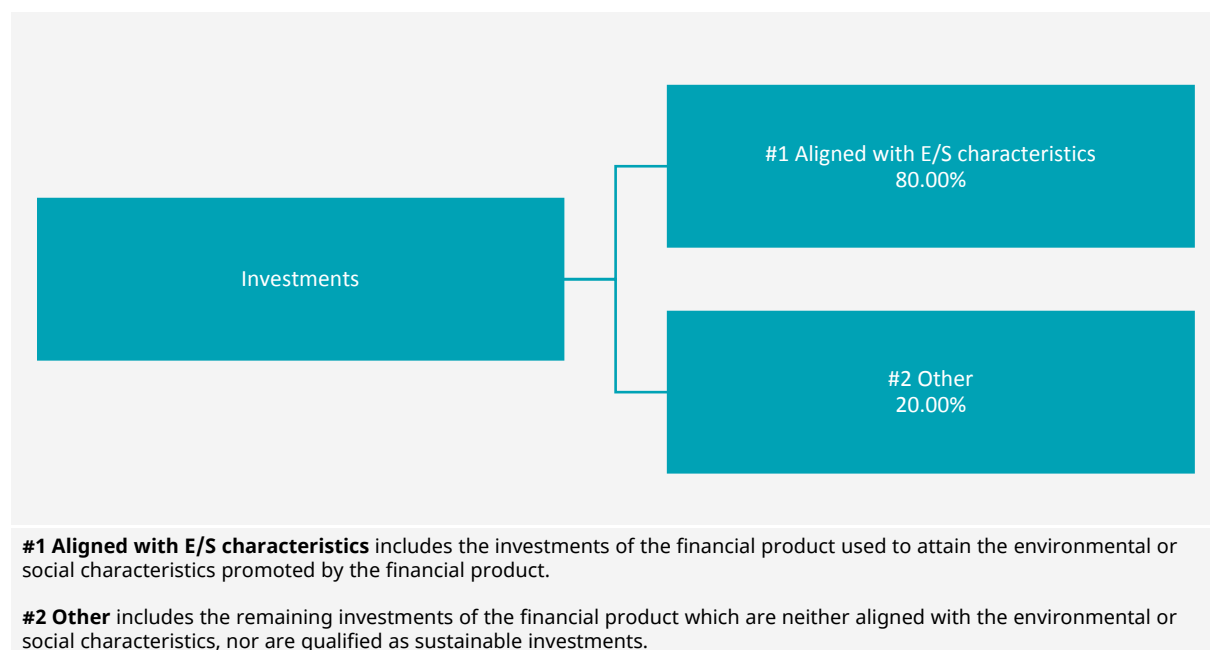 #1 Aligned with E/S characteristics
80.00%
Investments
#2 Other
20.00%
#1 Aligned with E/S characteristics includes the investments of the financial product used to attain the environmental or
social characteristics promoted by the financial product.
#2 Other includes the remaining investments of the financial product which are neither aligned with the environmental or
social characteristics, nor are qualified as sustainable investments.